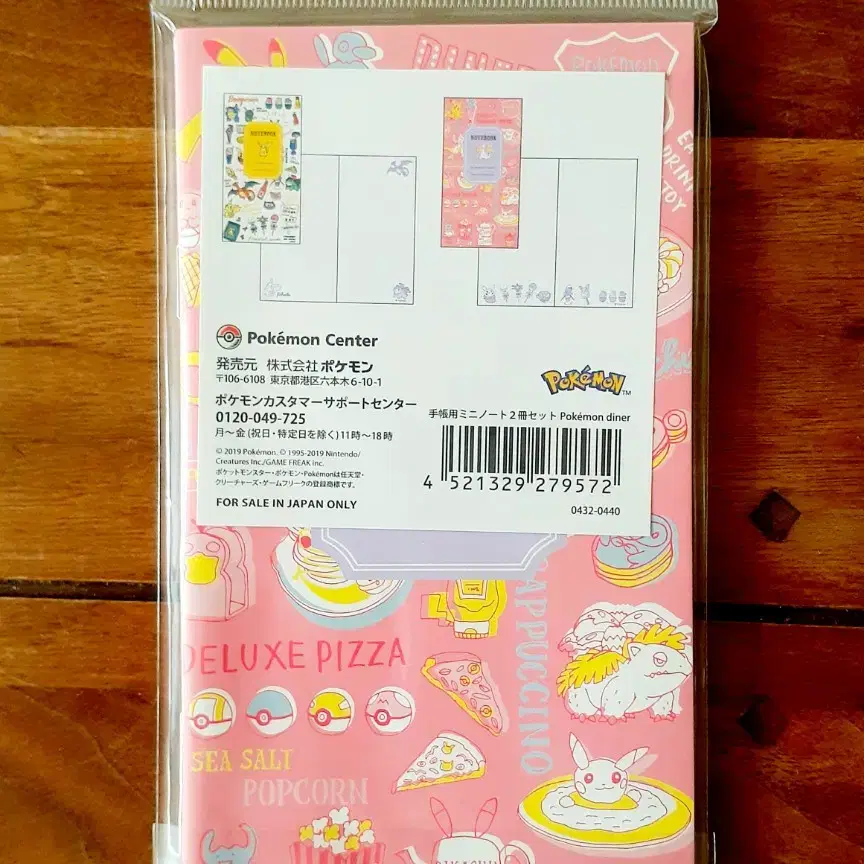 DINER
Pokémon
NOTEBOOK
NOTEBOOK
Pokémon Center
発売元 株式会社ポケモン
〒106-6108 東京都港区六本木6-10-1
ポケモンカスタマーサポートセンター
0120-049-725
月〜金 (祝日・特定日を除く) 11時〜18時
© 2019 Pokémon. © 1995-2019 Nintendo/
Creatures Inc./GAME FREAK inc.
ポケットモンスター・ポケモン・Pokémonは任天堂・
クリーチャーズ・ゲームフリークの登録商標です。
FOR SALE IN JAPAN ONLY
POKéMON TM
手帳用ミニノート2冊セット Pokémon diner
4 521329 279572
0432-0440
TOY
DELUXE PIZZA
CAPPUCCINO
SEA SALT
POPCORN
PIKACHU